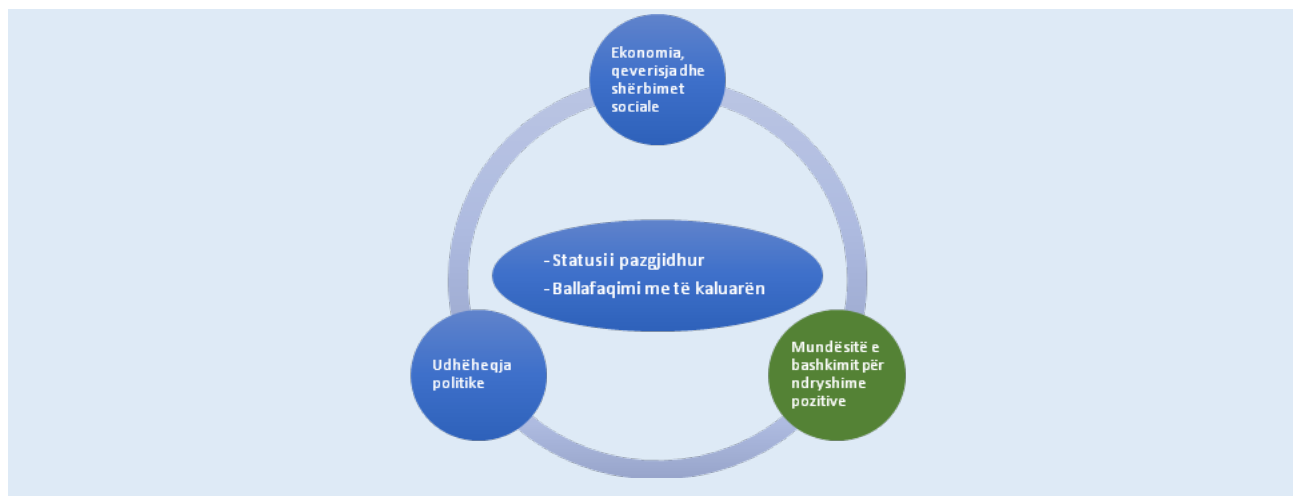 Ekonomia,
qeverisja dhe
shërbimet
sociale
- Statusi i pazgjidhur
- Ballafaqimi me të kaluarën
Udhëheqja
politike
Mundësitë e
bashkimit për
ndryshime
pozitive